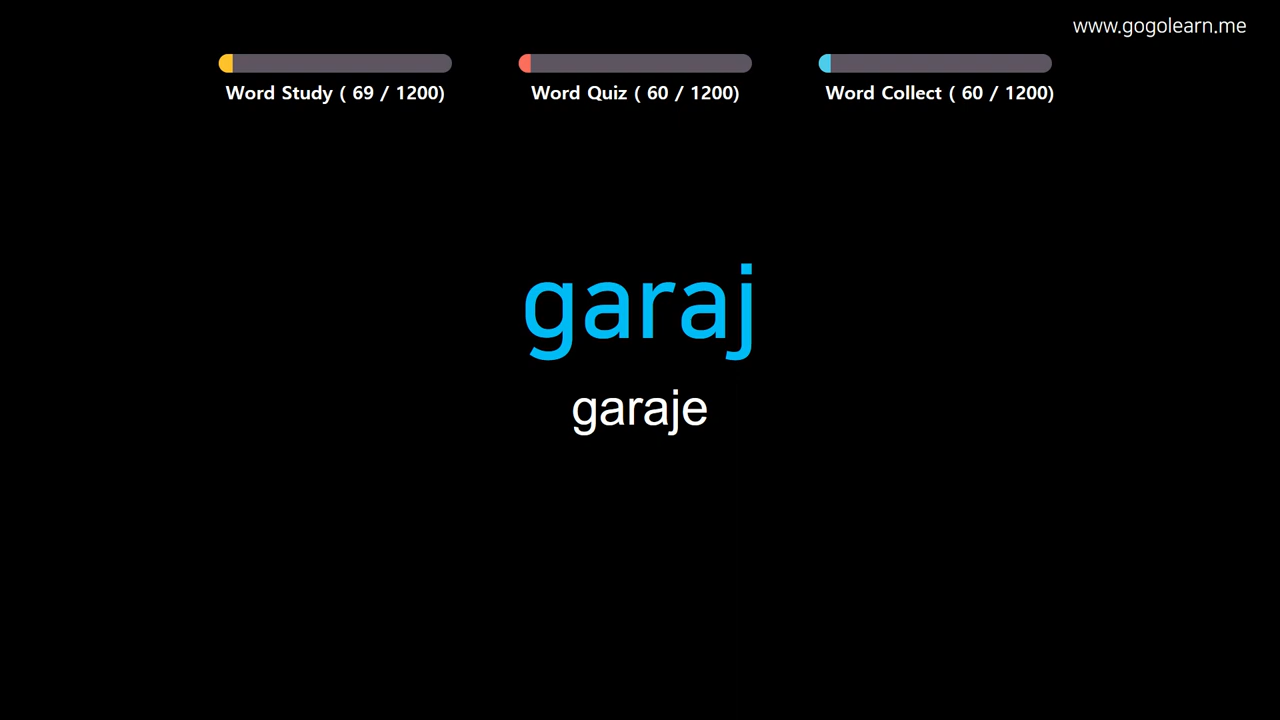 www.gogolearn.me
Word Study ( 69 / 1200)
Word Quiz ( 60 / 1200)
Word Collect ( 60 / 1200)
garaj
garaje